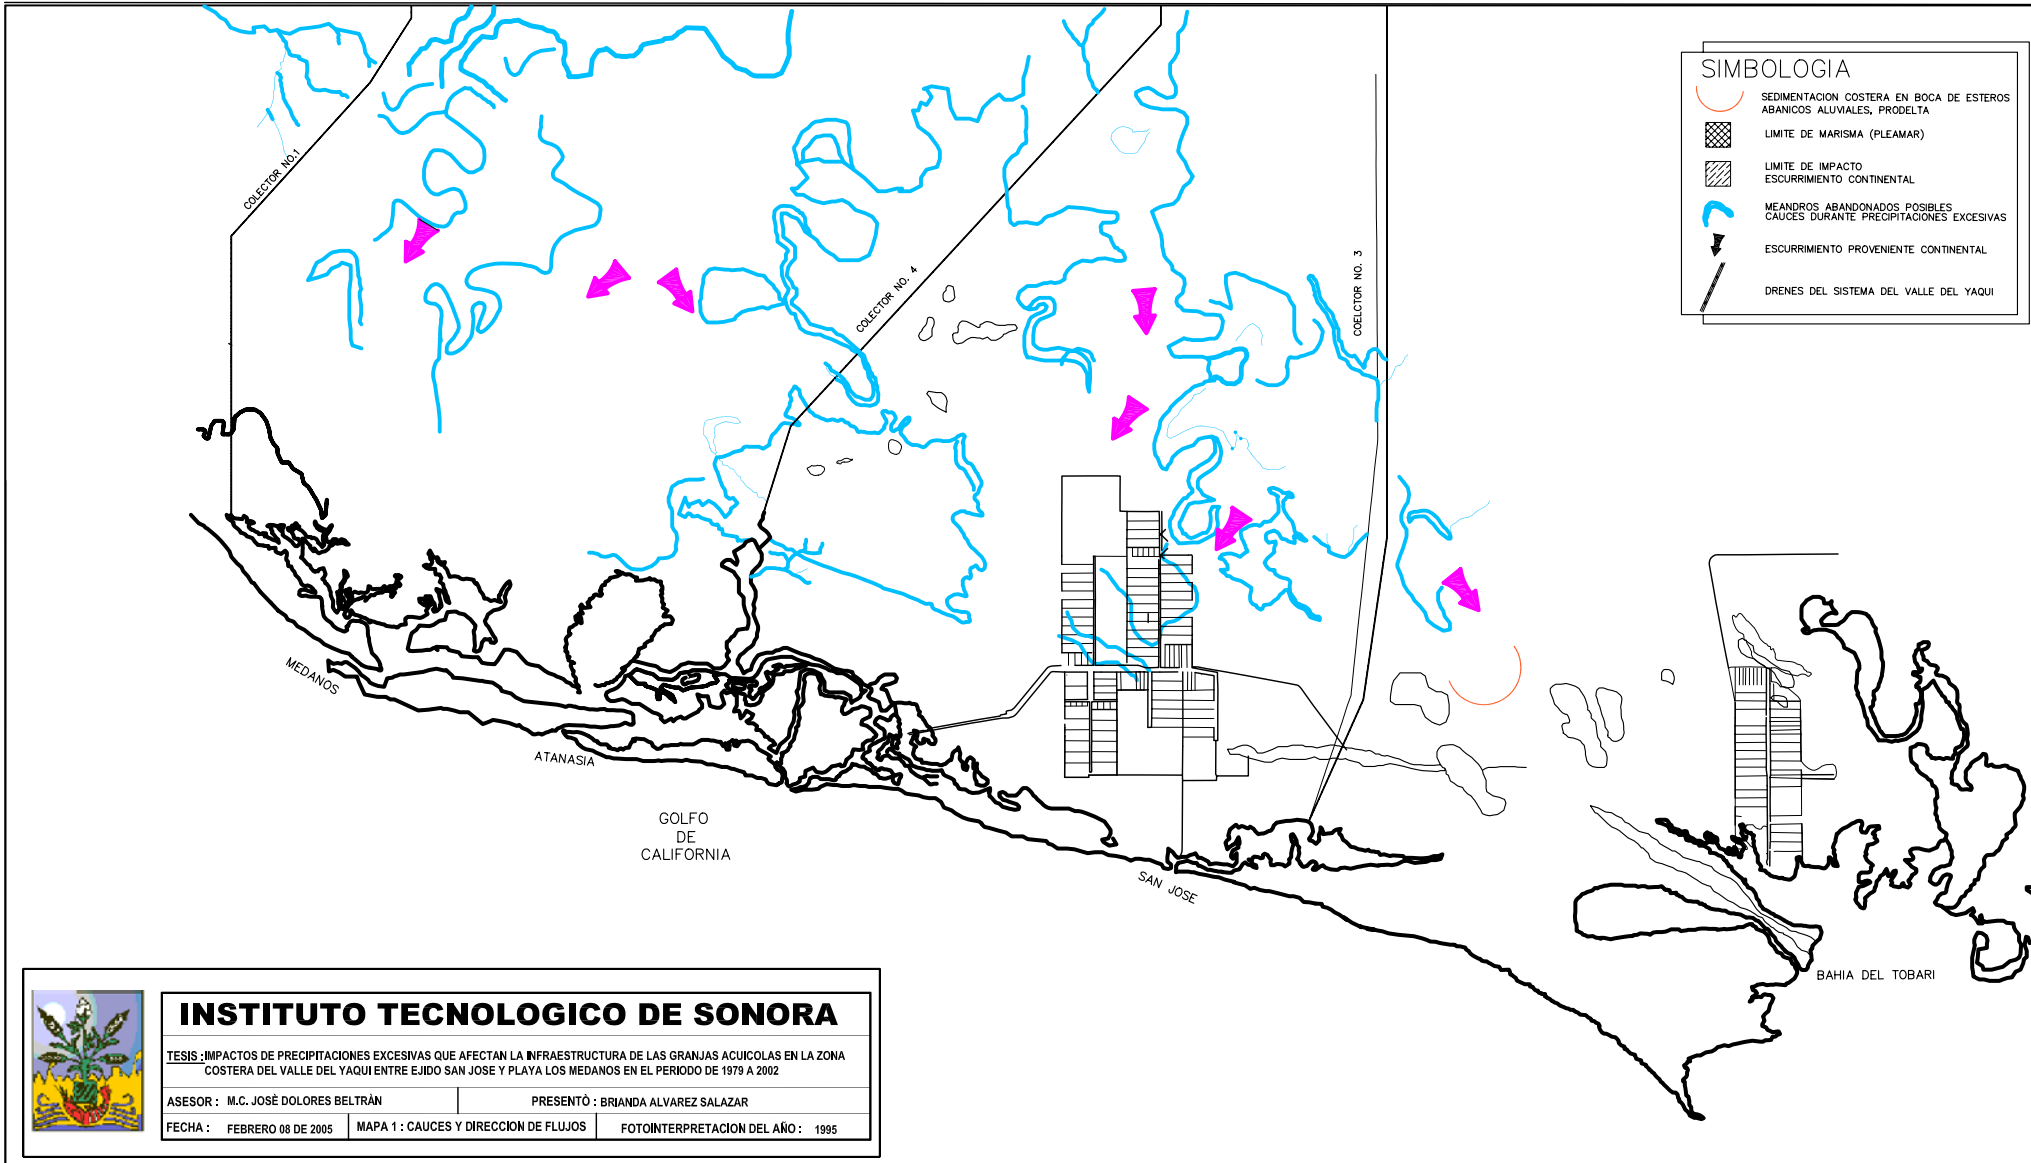 COLECTOR NO.1
COLECTOR NO. 4
COELCTOR NO. 3
SIMBOLOGIA
SEDIMENTACION COSTERA EN BOCA DE ESTEROS
ABANICOS ALUVIALES, PRODELTA
LIMITE DE MARISMA (PLEAMAR)
LIMITE DE IMPACTO
ESCURRIMIENTO CONTINENTAL
MEANDROS ABANDONADOS POSIBLES
CAUCES DURANTE PRECIPITACIONES EXCESIVAS
ESCURRIMIENTO PROVENIENTE CONTINENTAL
DRENES DEL SISTEMA DEL VALLE DEL YAQUI
MEDANOS
ATANASIA
GOLFO
DE
CALIFORNIA
SAN JOSE
BAHIA DEL TOBARI
INSTITUTO TECNOLOGICO DE SONORA
TESIS : IMPACTOS DE PRECIPITACIONES EXCESIVAS QUE AFECTAN LA INFRAESTRUCTURA DE LAS GRANJAS ACUICOLAS EN LA ZONA
COSTERA DEL VALLE DEL YAQUI ENTRE EJIDO SAN JOSE Y PLAYA LOS MEDANOS EN EL PERIODO DE 1979 A 2002
ASESOR : M.C. JOSÈ DOLORES BELTRÀN
PRESENTÒ : BRIANDA ALVAREZ SALAZAR
FECHA : FEBRERO 08 DE 2005
MAPA 1 : CAUCES Y DIRECCION DE FLUJOS
FOTOINTERPRETACION DEL AÑO : 1995